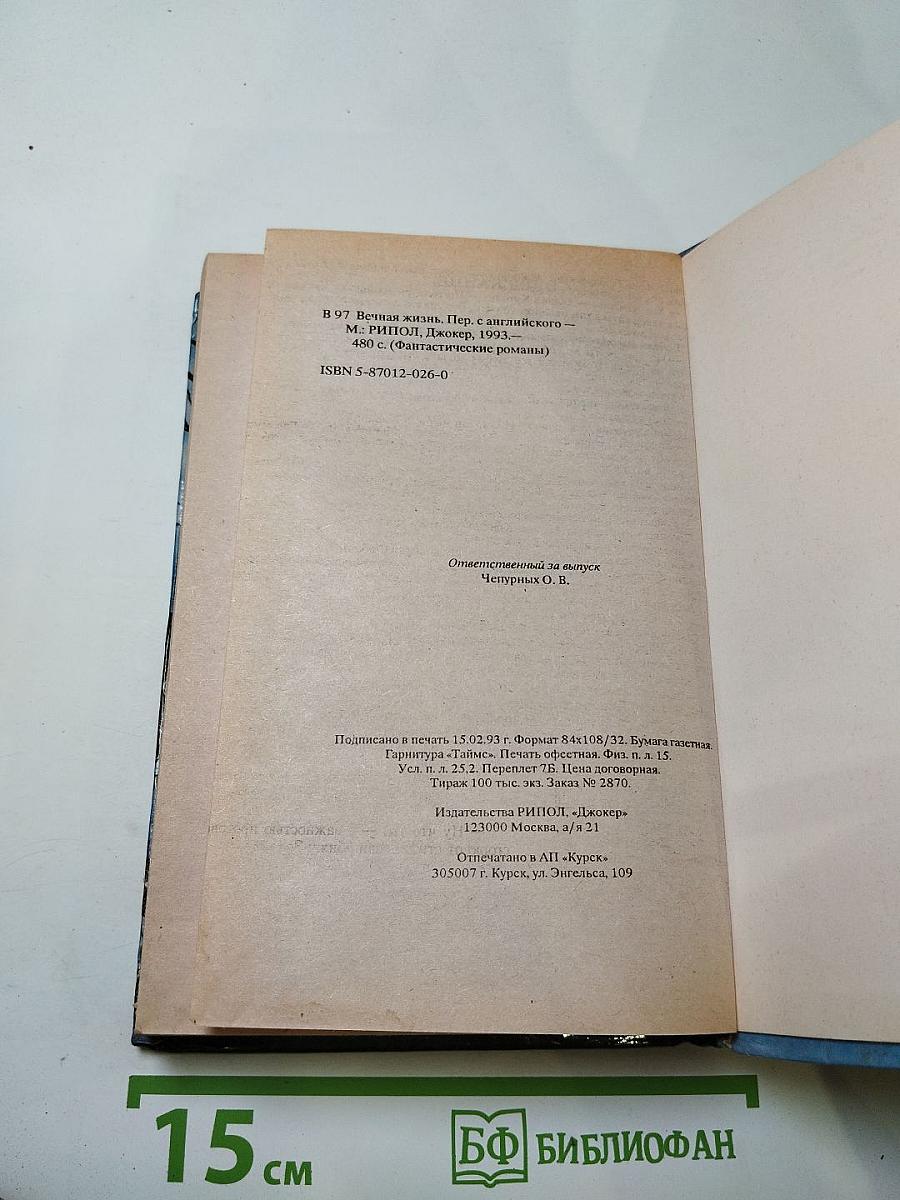 В 97 Вечная жизнь. Пер. с английского —
М.: РИПОЛ, Джокер, 1993.—
480 с. (Фантастические романы)
ISBN 5-87012-026-0
Ответственный за выпуск
Чепурных О. В.
Подписано в печать 15.02.93 г. Формат 84х108/32. Бумага газетная.
Гарнитура «Таймс». Печать офсетная. Физ. п. л. 15.
Усл. п. л. 25,2. Переплет 7Б. Цена договорная.
Тираж 100 тыс. экз. Заказ № 2870.
Издательства РИПОЛ, «Джокер»
123000 Москва, а/я 21
Отпечатано в АП «Курск»
305007 г. Курск, ул. Энгельса, 109
15 см
БФ БИБЛИОФАН